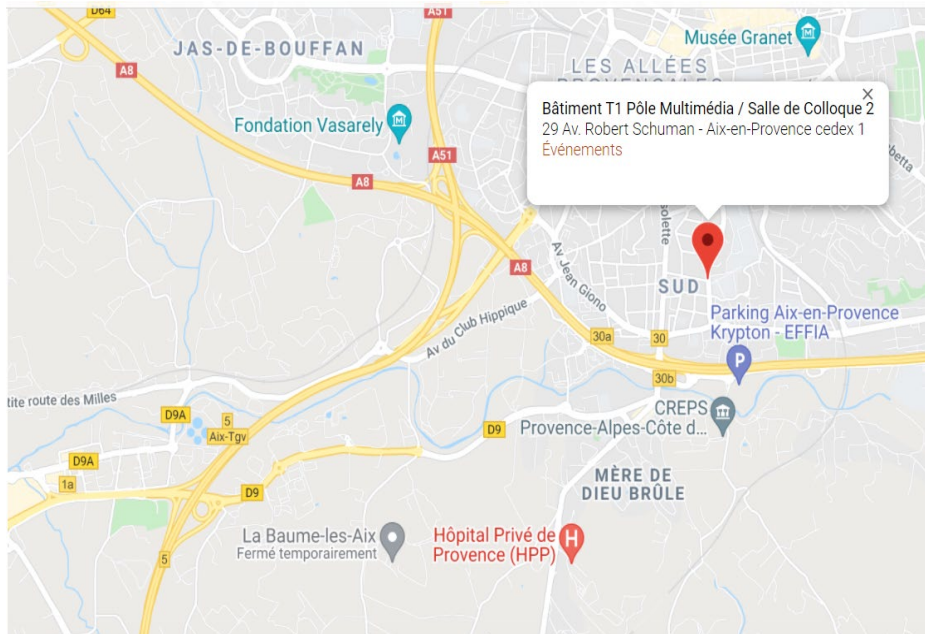 D64
A51
JAS-DE-BOUFFAN
Musée Granet
A8
LES ALLÉES
PROVENÇALES
Bâtiment T1 Pôle Multimédia / Salle de Colloque 2
29 Av. Robert Schuman - Aix-en-Provence cedex 1
Événements
Fondation Vasarely
A51
A8
betta
solette
Av Jean Giono
A8
SUD
Parking Aix-en-Provence
Krypton - EFFIA
P
Av du Club Hippique
30a
30
30b
tite route des Milles
D9A
5
Aix-Tgv
D9
CREPS
Provence-Alpes-Côte d...
D9A
1a
D9
MÈRE DE
DIEU BRÛLE
La Baume-les-Aix
Fermé temporairement
Hôpital Privé de
Provence (HPP)
H
5